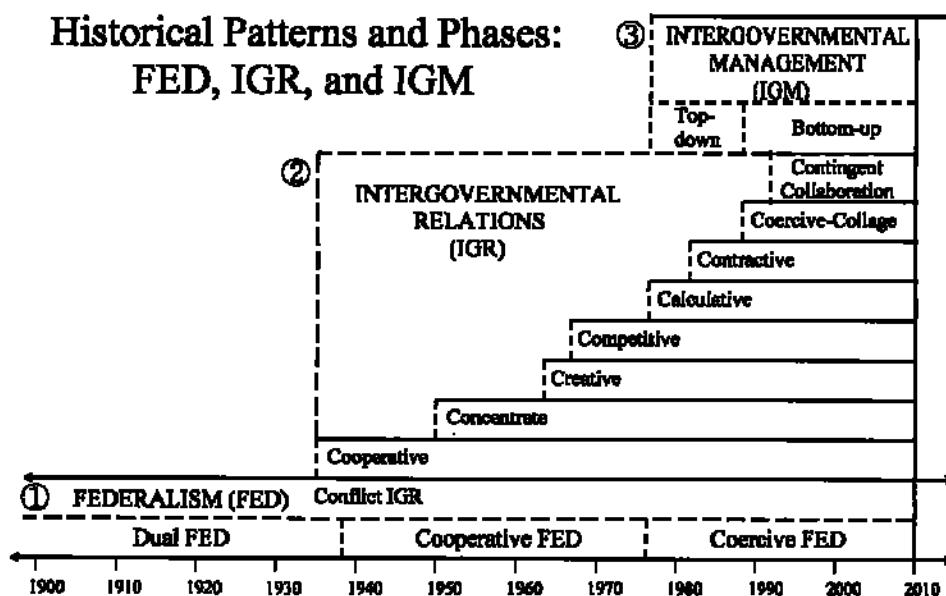 Historical Patterns and Phases:
FED, IGR, and IGM
③ INTERGOVERNMENTAL
MANAGEMENT
(IGM)
Top-
down
Bottom-up
②
INTERGOVERNMENTAL
RELATIONS
(IGR)
Contingent
Collaboration
Coercive-Collage
Contractive
Calculative
Competitive
Creative
Concentrate
Cooperative
① FEDERALISM (FED)
Conflict IGR
Dual FED
Cooperative FED
Coercive FED
1900 1910 1920 1930 1940 1950 1960 1970 1980 1990 2000 2010